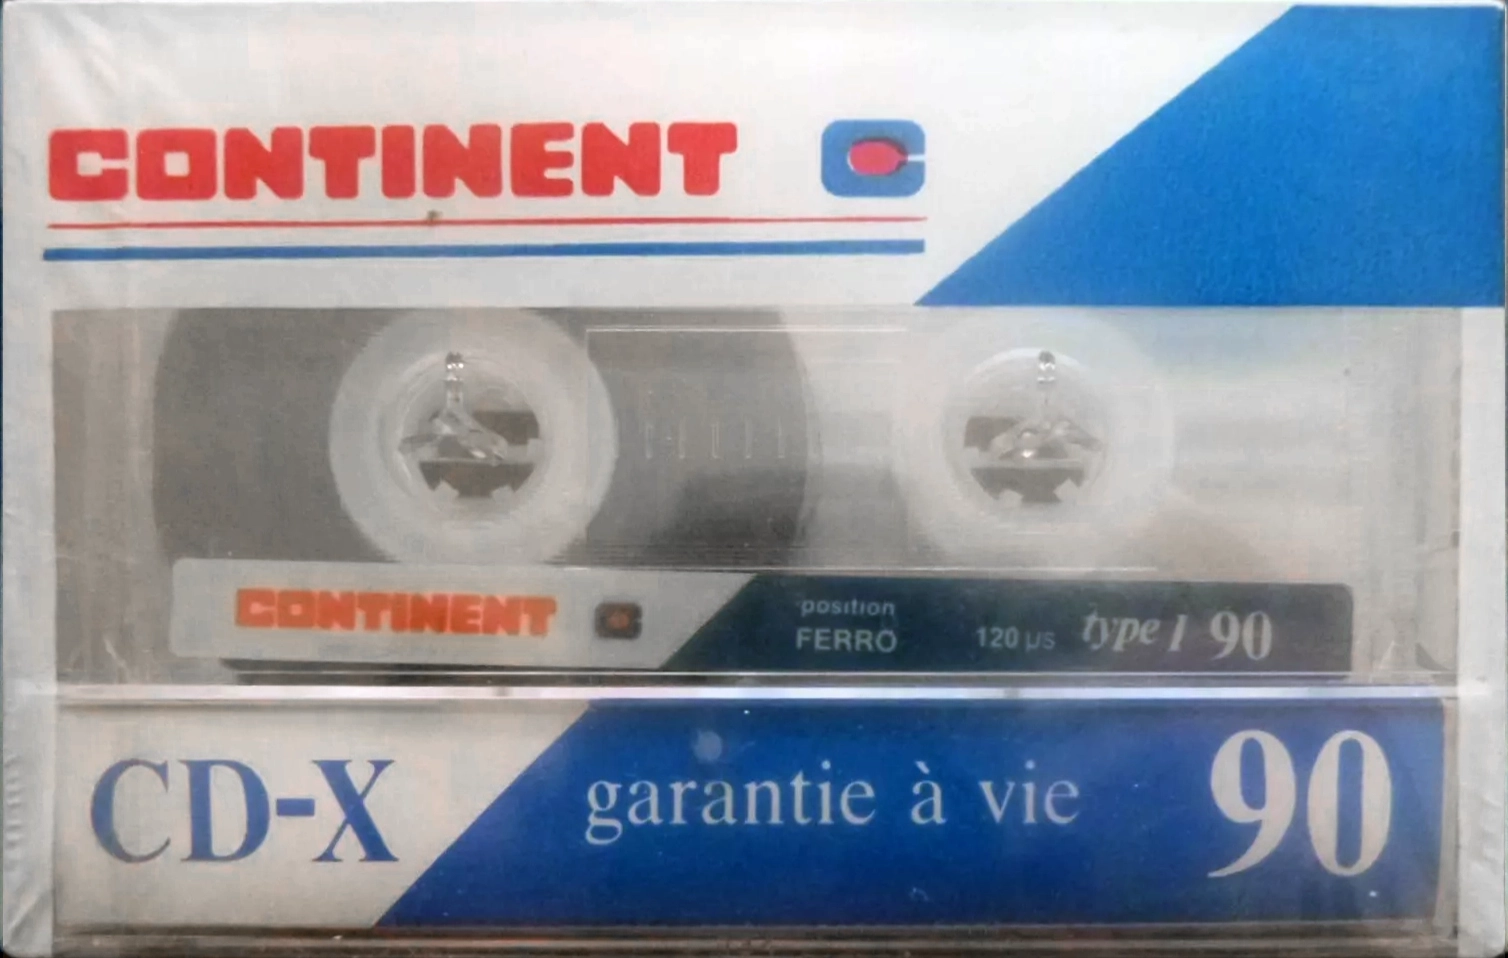 CONTINENT C
CONTINENT C
position
FERRO 120 µs type I 90
CD-X garantie à vie 90